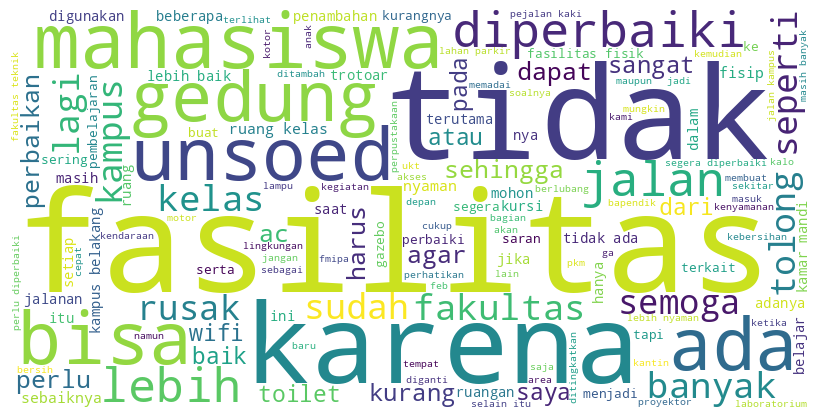 digunakan
beberapa
terlihat
penambahan
kurangnya
pejalan kaki
mahasiswa
diperbaiki
lahan parkir
fasilitas fisik
ke
kemudian
seperti
masih banyak
kotor
anak
fakultas teknik
lagi
pembelajaran
lebih baik
ditambah
trotoar
pada
dapat
sangat
memadai
soalnya
fisip
jalan kampus
gedung
tidak
perbaikan
kampus
buat
ruang kelas
terutama
atau
nya
kami
mungkin
maupun
jadi
dalam
sering
unsoed
perpustakaan
masih
ruang
sehingga
jalan
segera diperbaiki
kalo
membuat
sekitar
tolong
kamar mandi
kelas
lampu
kegiatan
ukt
akses
nyaman
mohon
berlubang
masuk
kenyamanan
fasilitas
motor
saat
depan
segera
kursi
bagian
akan
dari
bapendik
kebersihan
perlu diperbaiki
setiap
cepat
kampus belakang
kendaraan
ac
lingkungan
jangan
sebagai
serta
fmipa
harus
gazebo
cukup
perbaiki
agar
perhatikan
saran
jika
lain
tidak ada
ga
hanya
terkait
jalanan
itu
namun
rusak
wifi
ini
baru
sudah
fakultas
feb
pkm
semoga
lebih nyaman
adanya
tapi
ketika
belajar
bisa
karena
ada
bersih
baik
tempat
diganti
saja
area
ditingkatkan
kantin
perlu
sebaiknya
lebih
toilet
kurang
ruangan
selain itu
saya
menjadi
proyektor
banyak
laboratorium